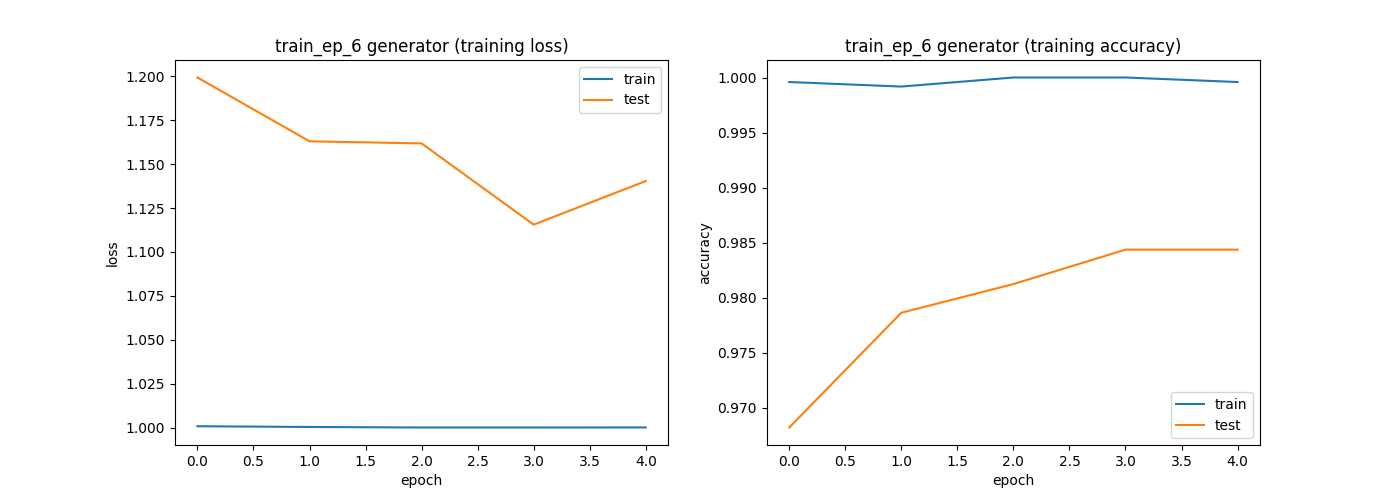 train_ep_6 generator (training loss)
1.200
1.175
1.150
1.125
1.100
1.075
1.050
1.025
1.000
loss
0.0 0.5 1.0 1.5 2.0 2.5 3.0 3.5 4.0
epoch
train
test
train_ep_6 generator (training accuracy)
1.000
0.995
0.990
0.985
0.980
0.975
0.970
accuracy
0.0 0.5 1.0 1.5 2.0 2.5 3.0 3.5 4.0
epoch
train
test